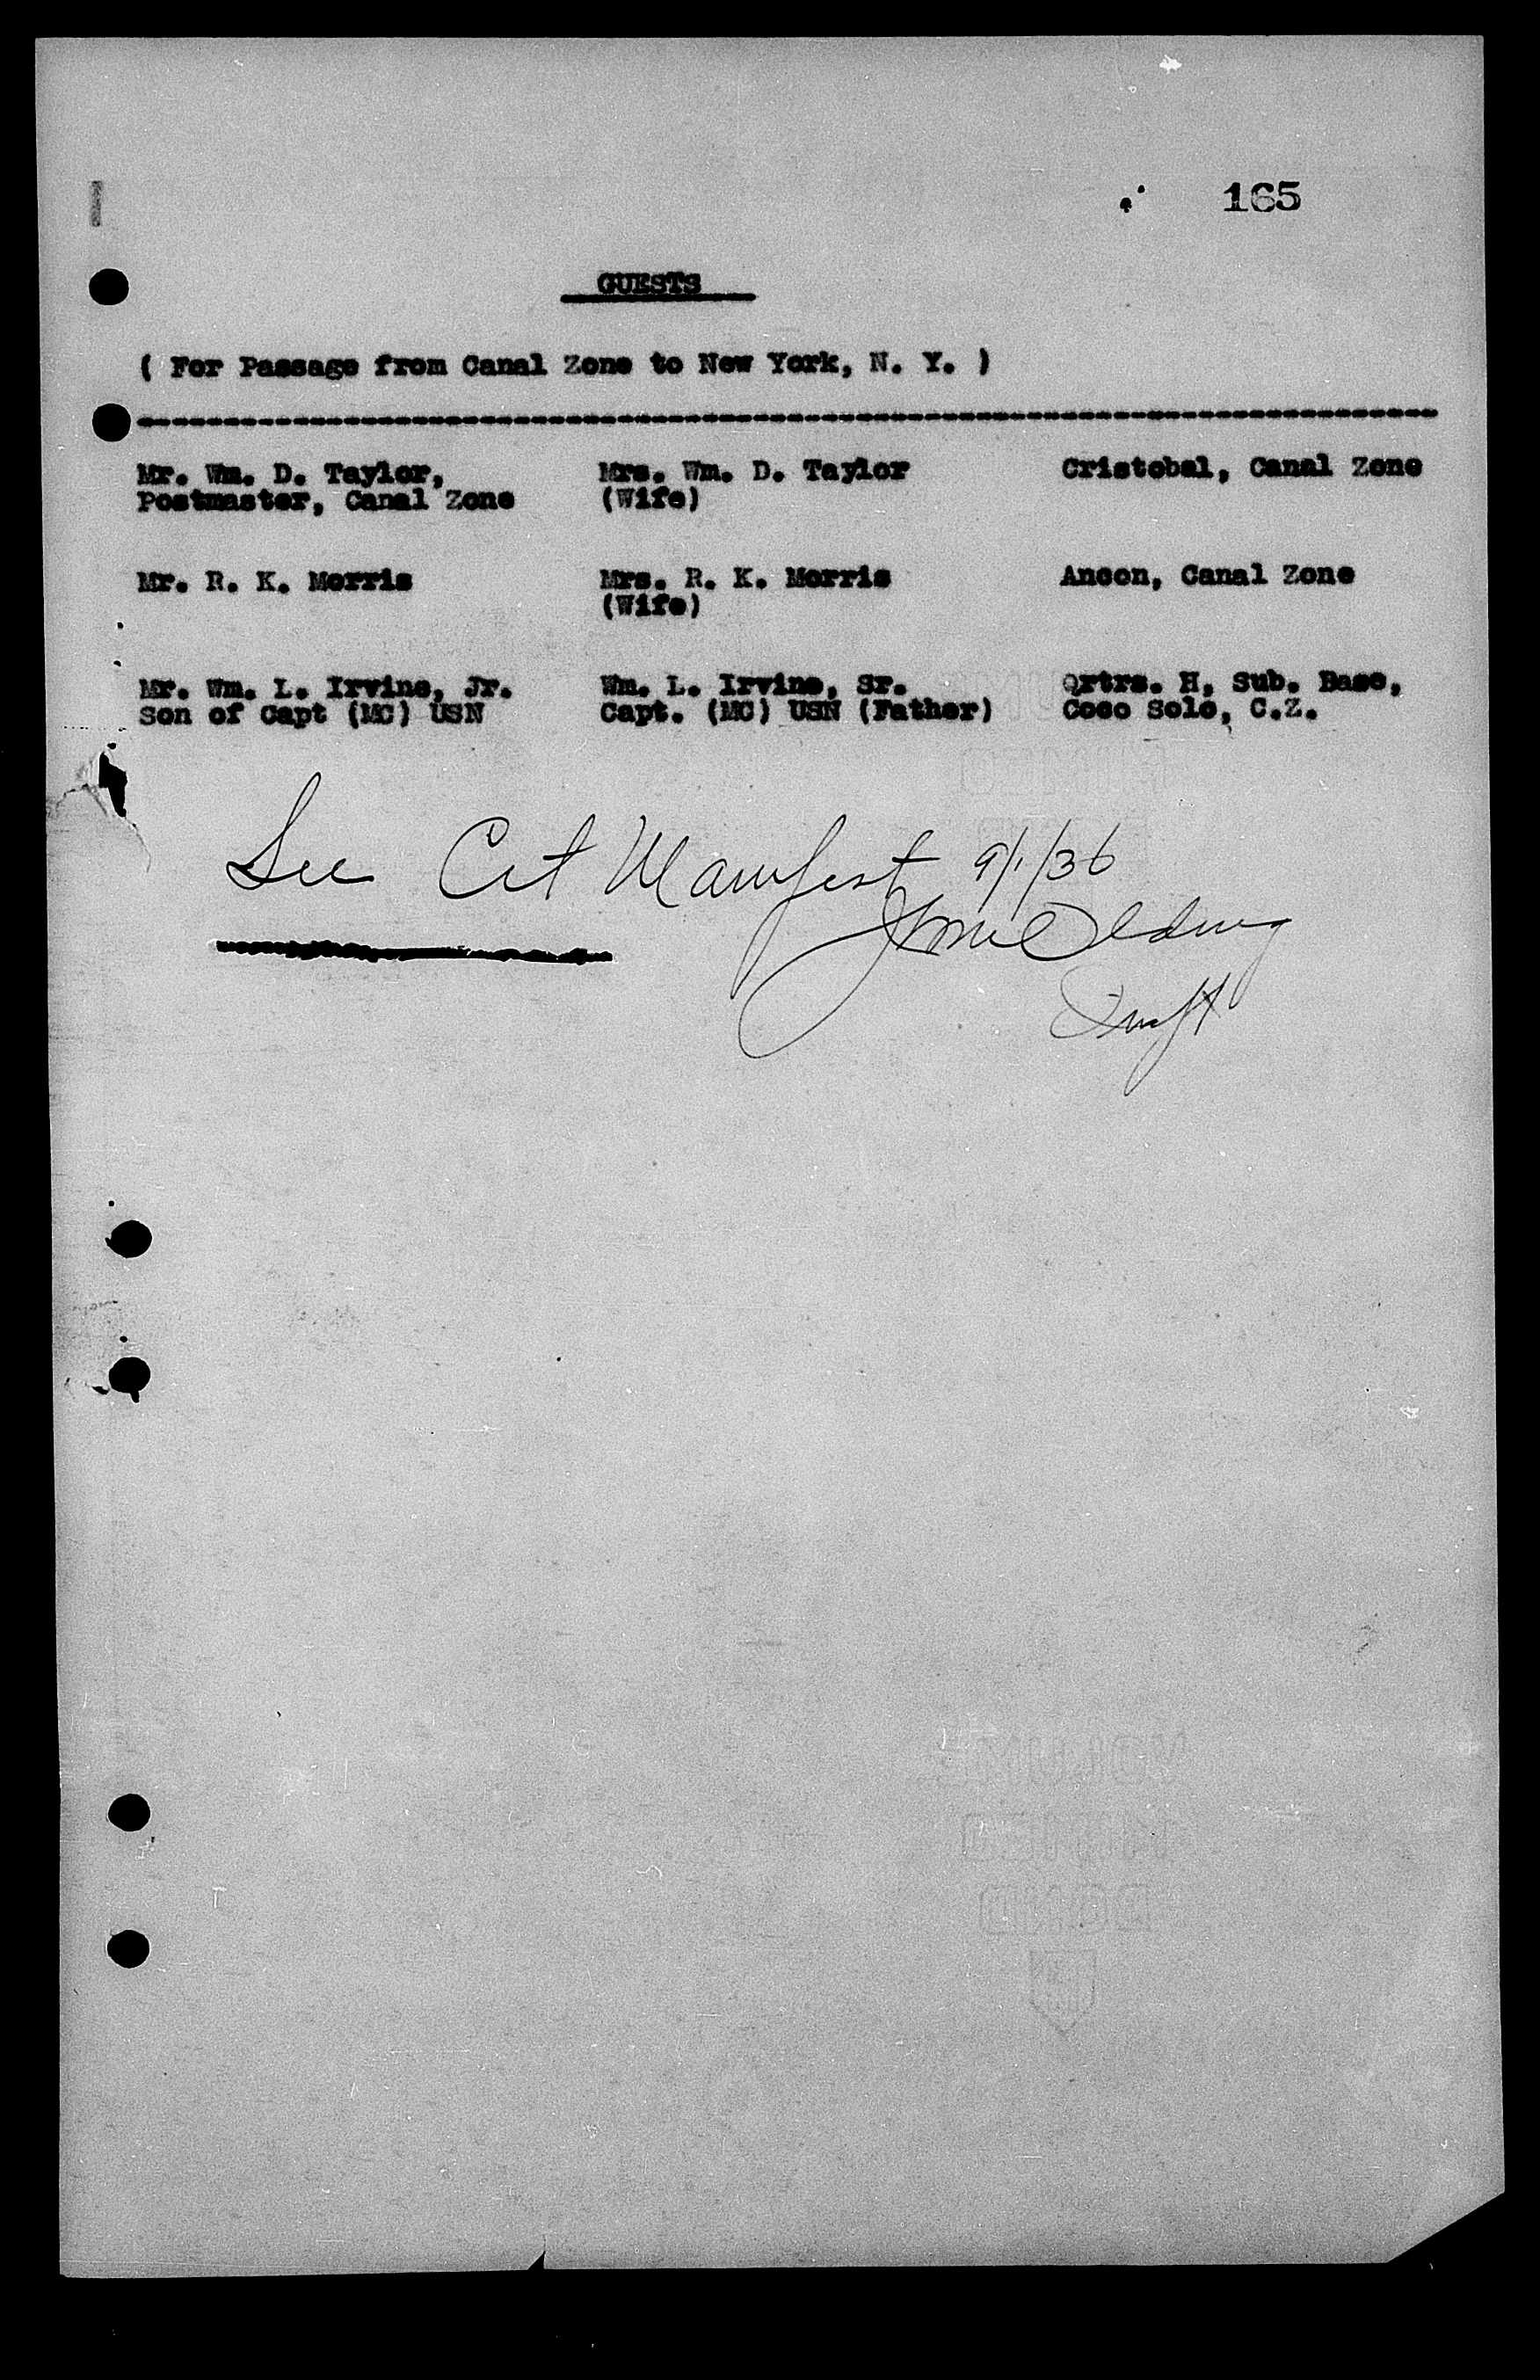 165
GUESTS
( For Passage from Canal Zone to New York, N. Y. )
Mr. Wm. D. Taylor, Mrs. Wm. D. Taylor Cristobal, Canal Zone
Postmaster, Canal Zone (Wife)
Mr. R. K. Morris Mrs. R. K. Morris Ancon, Canal Zone
(Wife)
Mr. Wm. L. Irvine, Jr. Wm. L. Irvine, Sr. Qrtrs. H, Sub. Base,
Son of Capt (MC) USN Capt. (MC) USN (Father) Coco Solo, C.Z.
See Cit Manifest 9/1/36